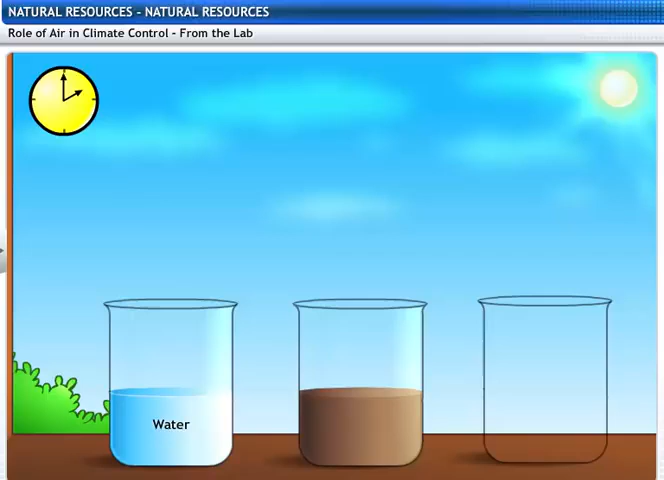 NATURAL RESOURCES - NATURAL RESOURCES
Role of Air in Climate Control - From the Lab
Water